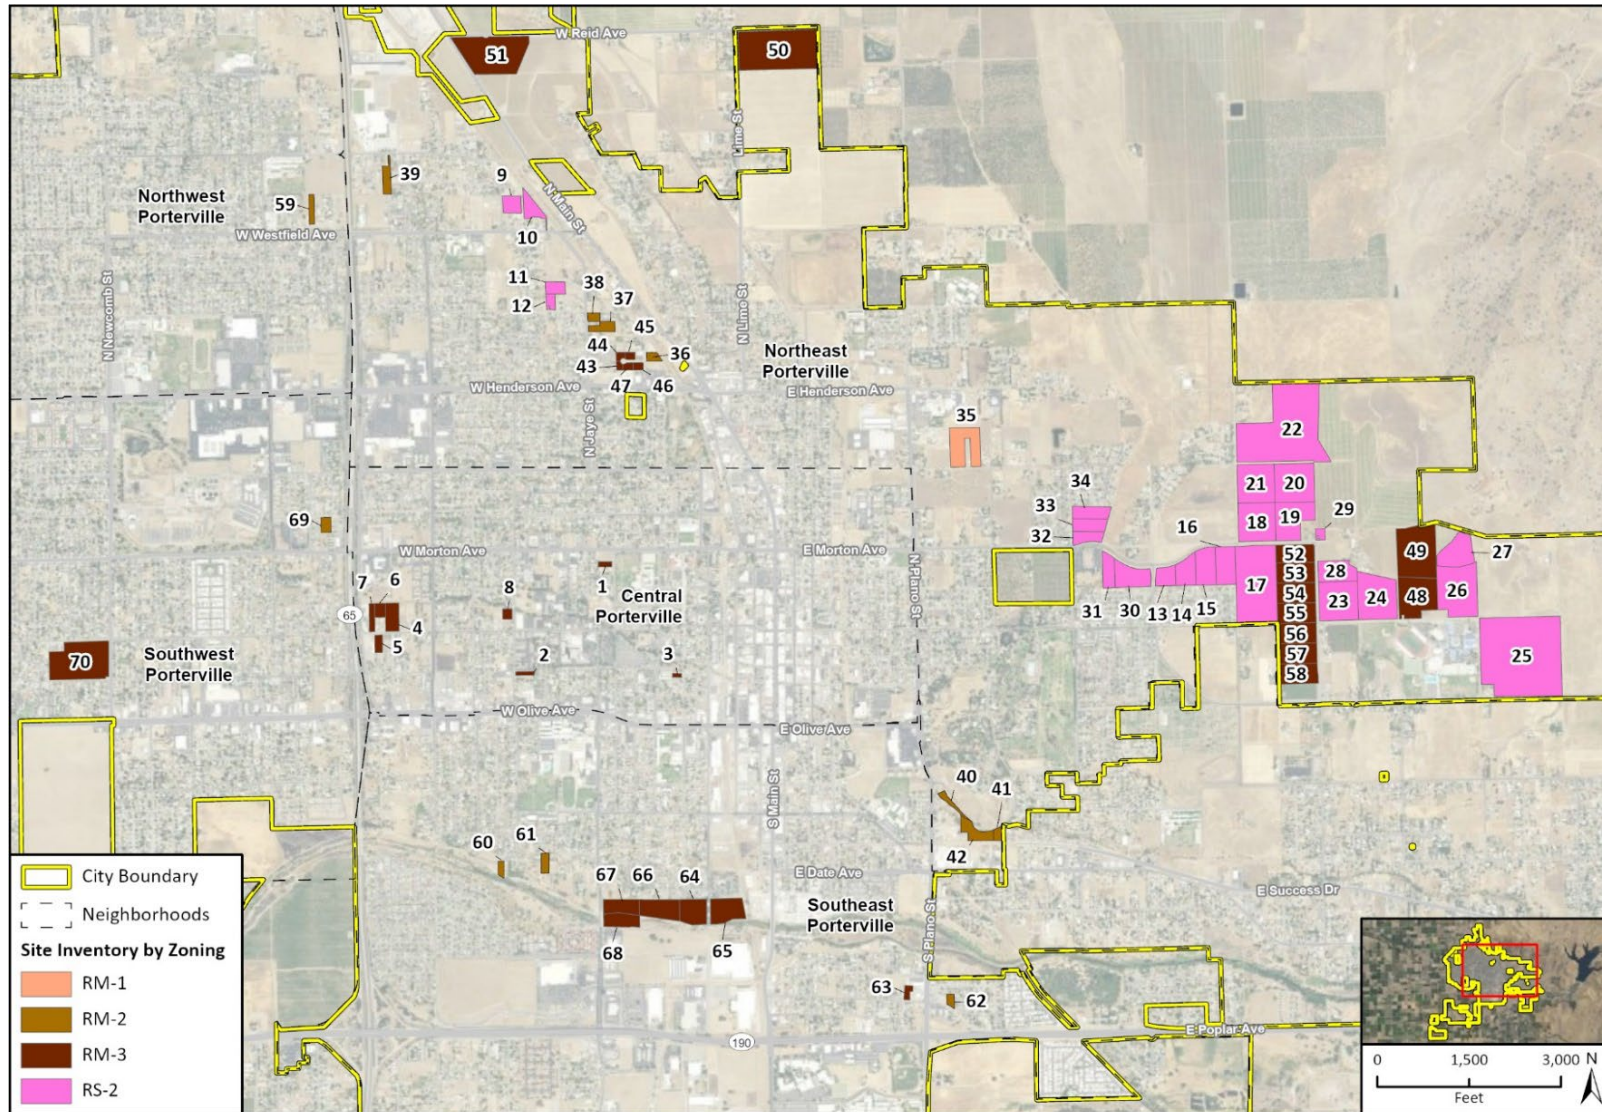 W Reid Ave
51
50
Lime St
39
9
59
Northwest
Porterville
N Main St
10
W Westfield Ave
N Newcomb St
11
12
38
37
N Lime St
45
44
36
43
47
46
Northeast
Porterville
W Henderson Ave
E Henderson Ave
N Jaye St
35
22
34
33
32
21
20
29
18
19
16
69
W Morton Ave
E Morton Ave
N Plano St
49
27
52
53
54
55
56
57
58
28
23
24
48
26
17
31
30
13
14
15
7
6
8
1
Central
Porterville
65
4
5
2
3
70
Southwest
Porterville
25
W Olive Ave
E Olive Ave
S Main St
40
41
42
60
61
E Date Ave
E Success Dr
67
66
64
68
65
Southeast
Porterville
S Plano St
63
62
E Poplar Ave
190
City Boundary
Neighborhoods
Site Inventory by Zoning
RM-1
RM-2
RM-3
RS-2
0 1,500 3,000 N
Feet